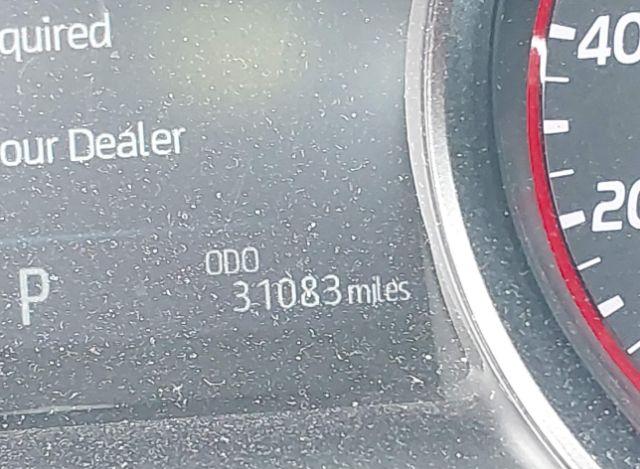 quired
our Dealer
P
ODO
31083 miles
40
20